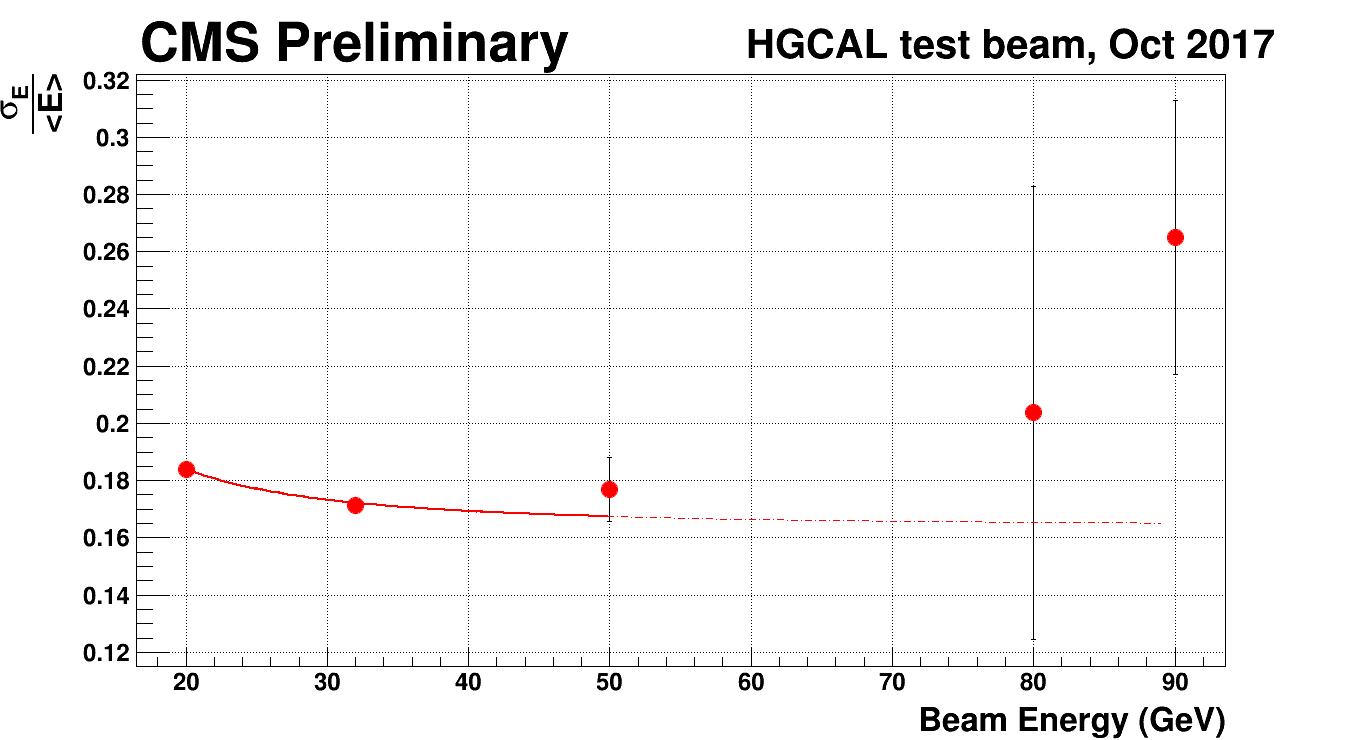 CMS Preliminary
HGCAL test beam, Oct 2017
σE
<E>
0.32
0.3
0.28
0.26
0.24
0.22
0.2
0.18
0.16
0.14
0.12
20 30 40 50 60 70 80 90
Beam Energy (GeV)